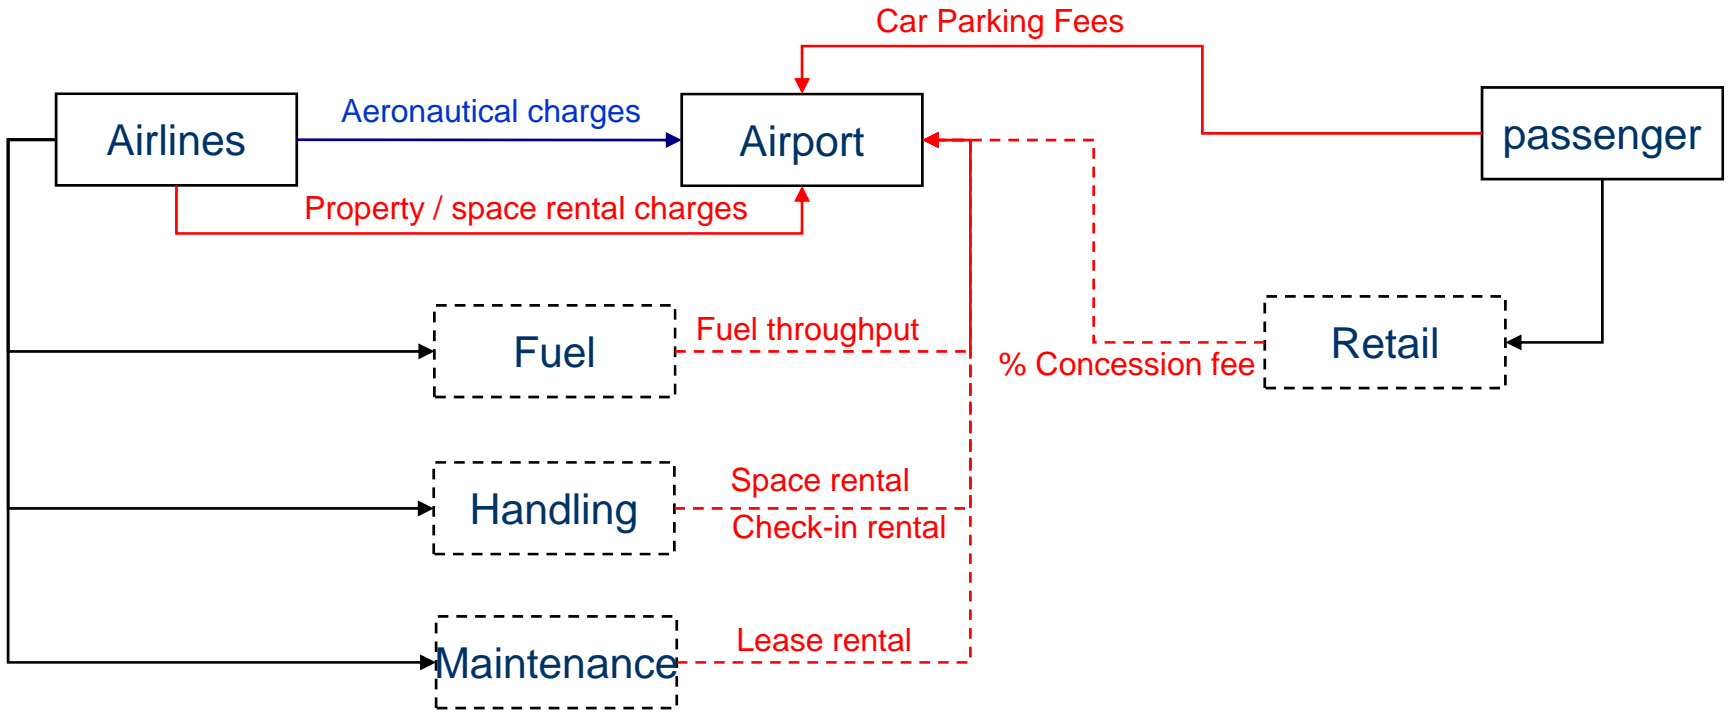 Car Parking Fees
Airlines
Aeronautical charges
Airport
passenger
Property / space rental charges
Fuel
Fuel throughput
% Concession fee
Retail
Handling
Space rental
Check-in rental
Maintenance
Lease rental